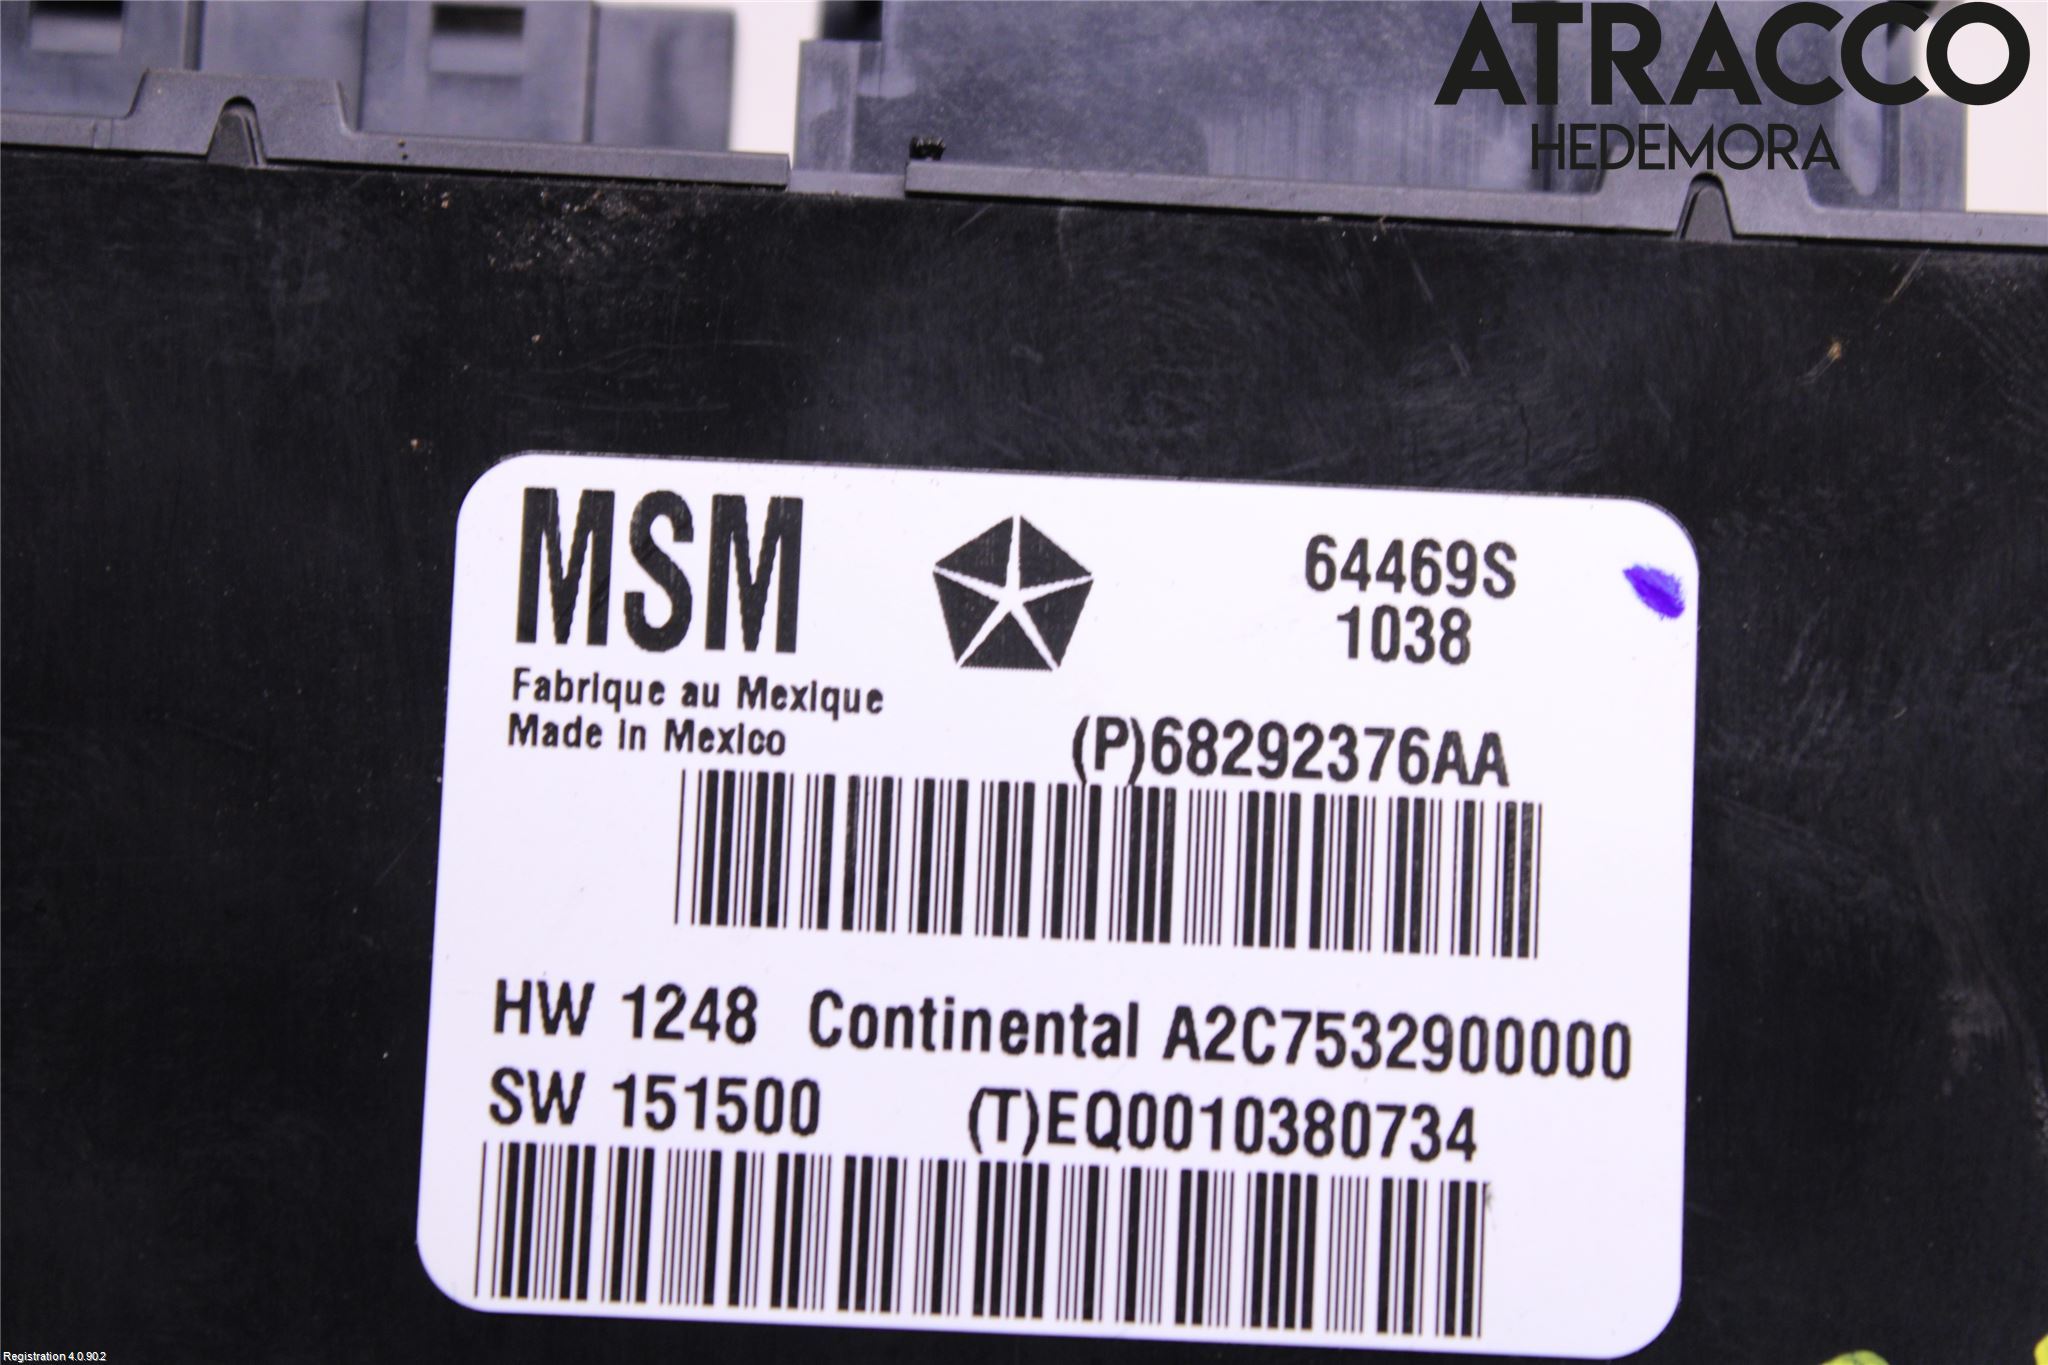 ATRACCO
HEDEMORA
MSM
64469S
1038
Fabrique au Mexique
Made in Mexico
(P)68292376AA
HW 1248 Continental A2C7532900000
SW 151500 (T)EQ0010380734
Registration 4.0.90.2